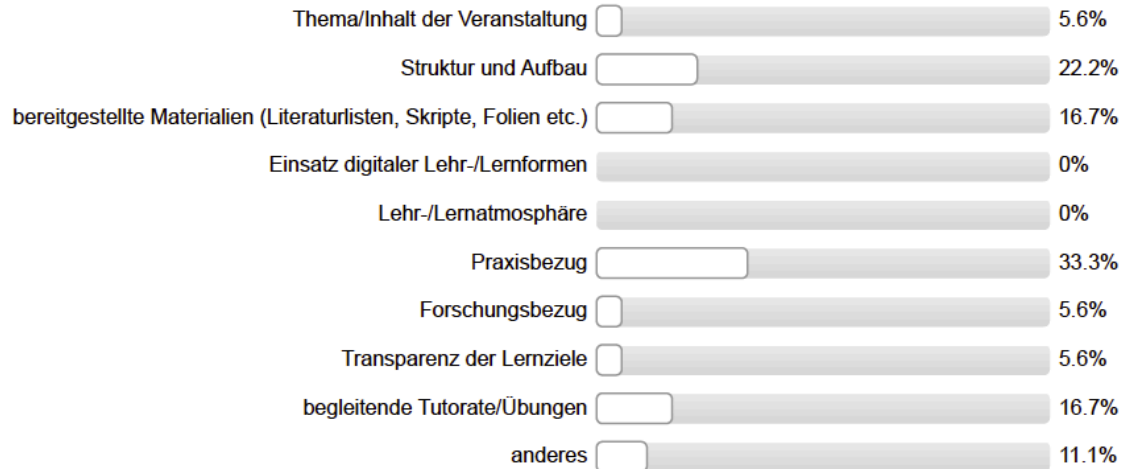 Thema/Inhalt der Veranstaltung 5.6%
Struktur und Aufbau 22.2%
bereitgestellte Materialien (Literaturlisten, Skripte, Folien etc.) 16.7%
Einsatz digitaler Lehr-/Lernformen 0%
Lehr-/Lernatmosphäre 0%
Praxisbezug 33.3%
Forschungsbezug 5.6%
Transparenz der Lernziele 5.6%
begleitende Tutorate/Übungen 16.7%
anderes 11.1%